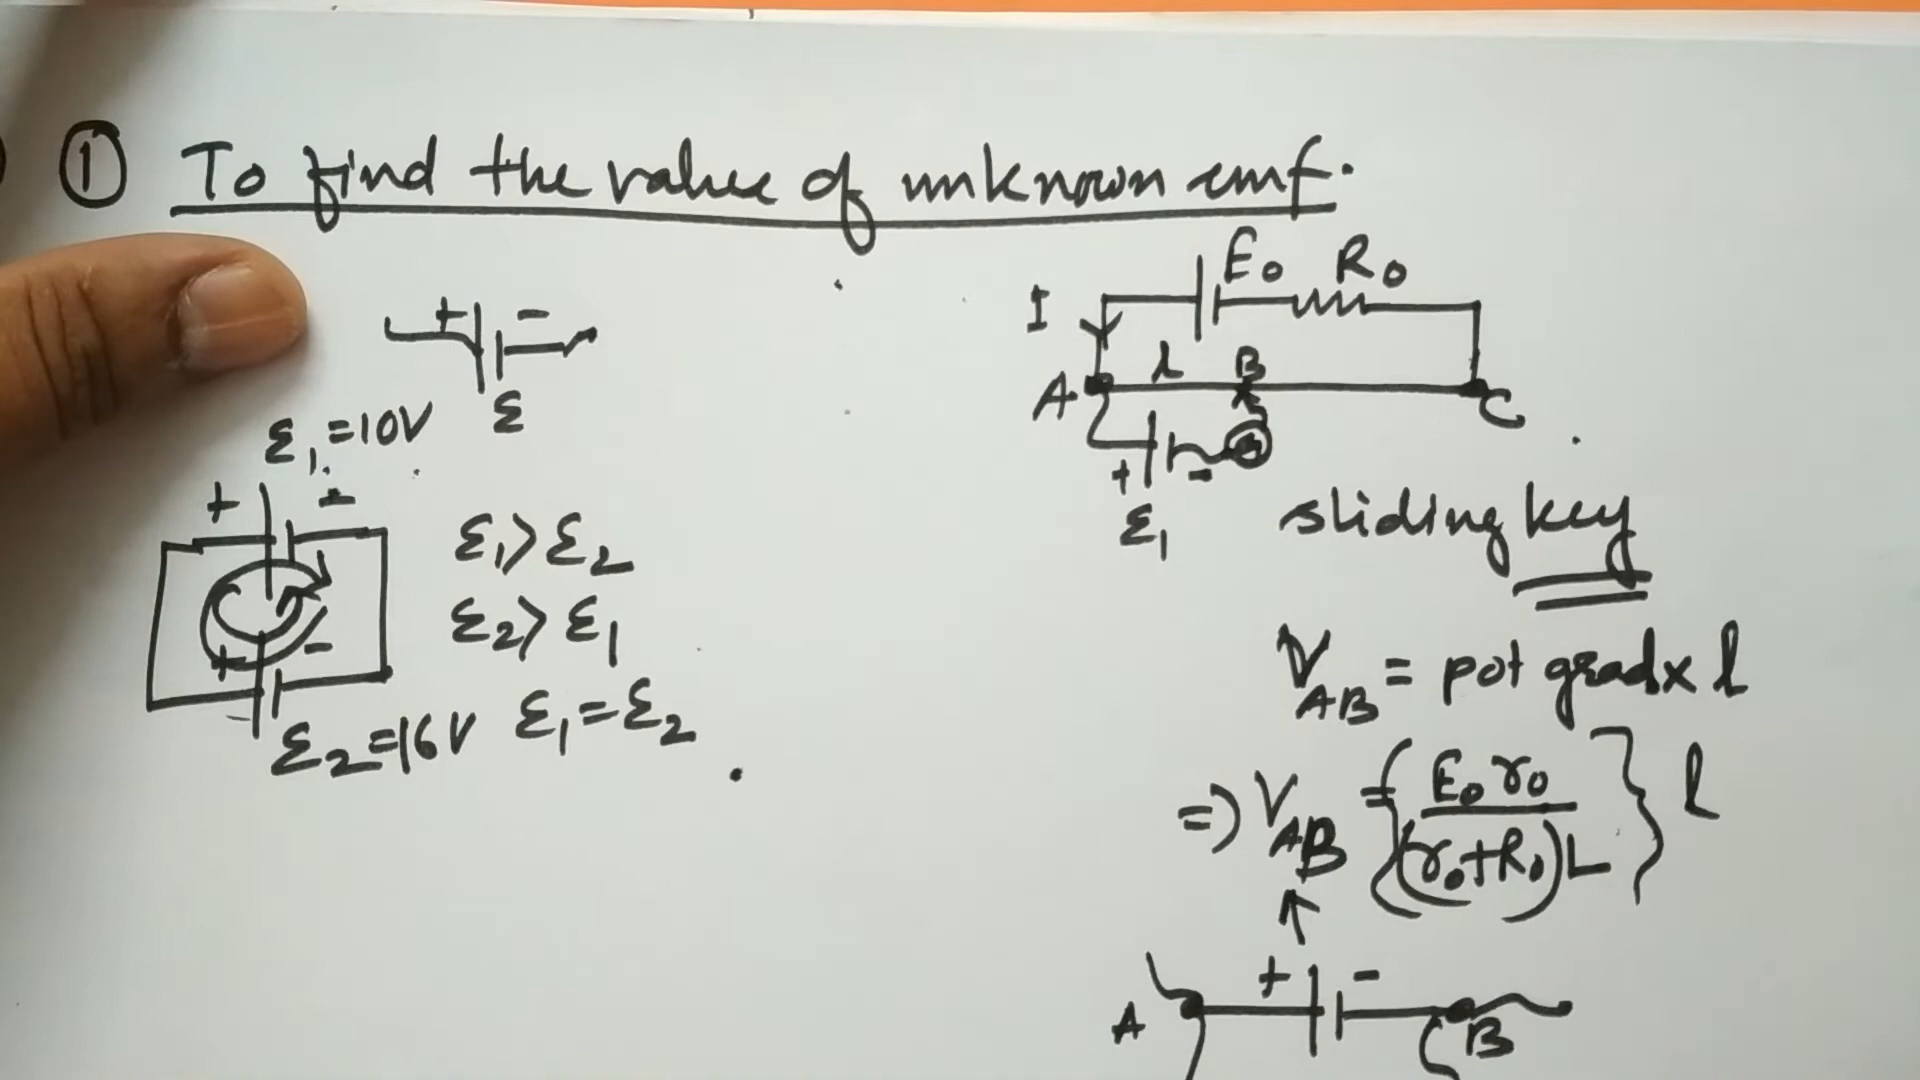 ① To find the value of unknown emf.
+ -
ε
ε₁=10V
+ -
+ -
ε₂=16V
ε₁>ε₂
ε₂>ε₁
ε₁=ε₂
E₀ R₀
I
A l B C
+ -
ε₁
sliding key
V_AB = pot grad x l
=) V_AB = {E₀ r₀ / (r₀+R₀)L} l
+ -
A B